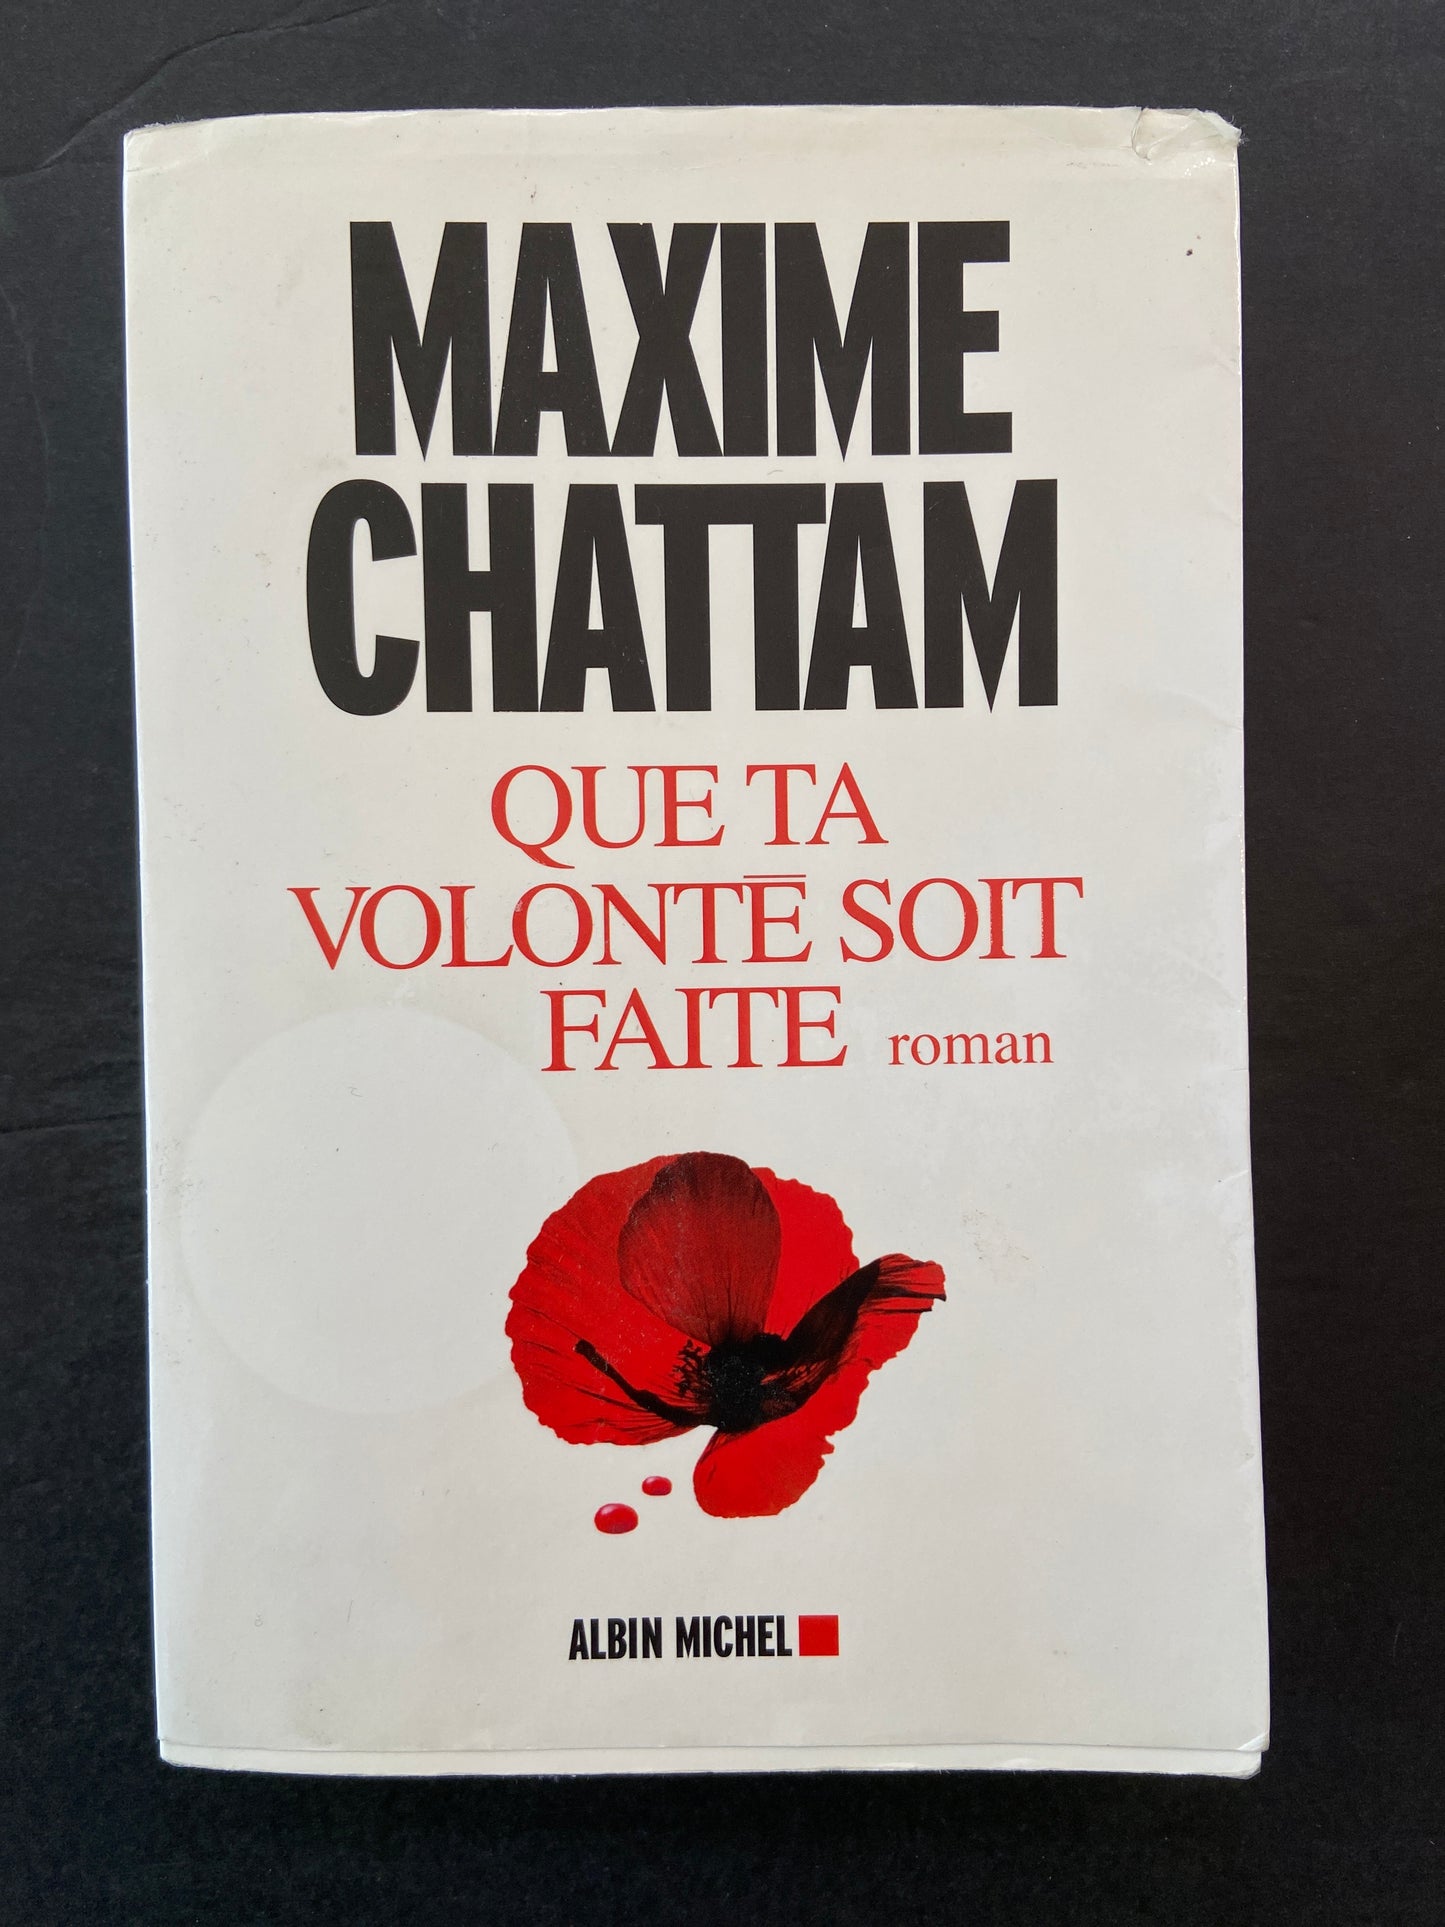 MAXIME
CHATTAM
QUE TA
VOLONTÉ SOIT
FAITE roman
ALBIN MICHEL